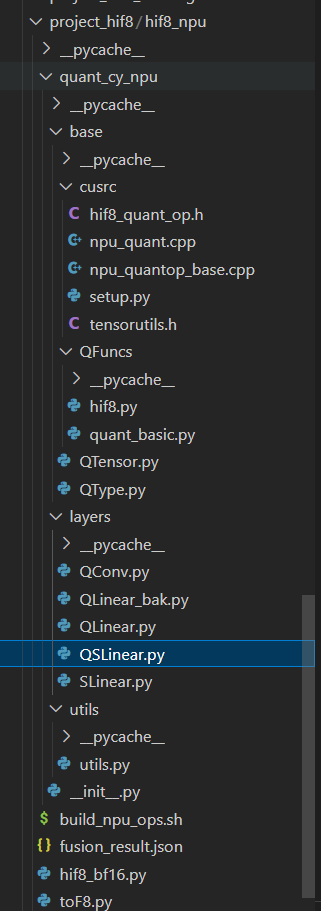 project_hif8 / hif8_npu
__pycache__
quant_cy_npu
__pycache__
base
__pycache__
cusrc
hif8_quant_op.h
npu_quant.cpp
npu_quantop_base.cpp
setup.py
tensorutils.h
QFuncs
__pycache__
hif8.py
quant_basic.py
QTensor.py
QType.py
layers
__pycache__
QConv.py
QLinear_bak.py
QLinear.py
QSLinear.py
SLinear.py
utils
__pycache__
utils.py
__init__.py
build_npu_ops.sh
fusion_result.json
hif8_bf16.py
toF8.py